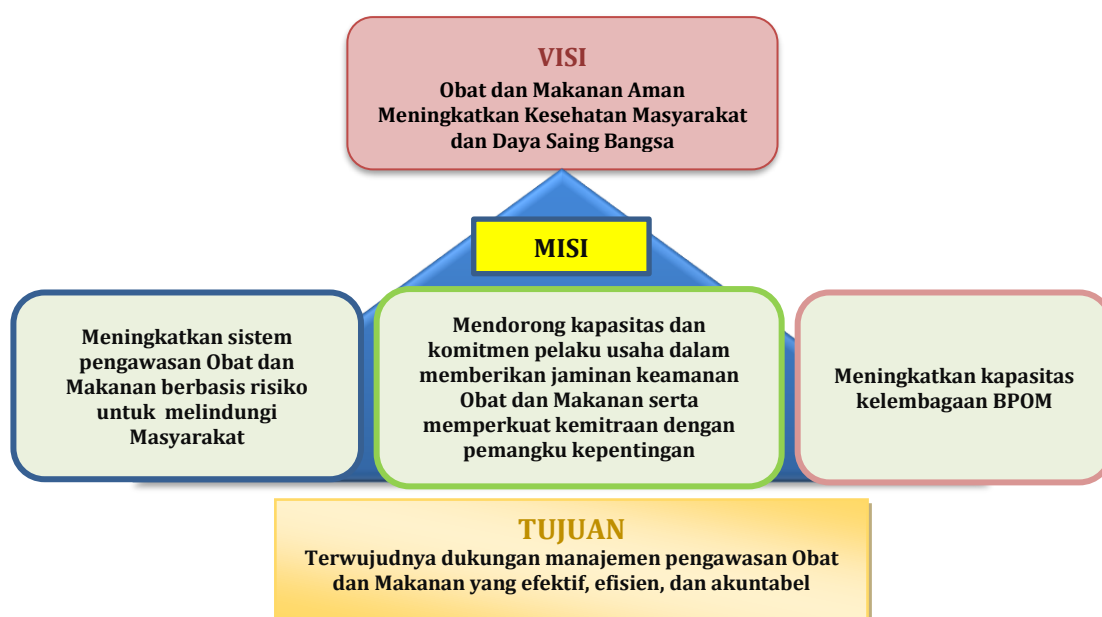 VISI
Obat dan Makanan Aman
Meningkatkan Kesehatan Masyarakat
dan Daya Saing Bangsa
MISI
Meningkatkan sistem
pengawasan Obat dan
Makanan berbasis risiko
untuk melindungi
Masyarakat
Mendorong kapasitas dan
komitmen pelaku usaha dalam
memberikan jaminan keamanan
Obat dan Makanan serta
memperkuat kemitraan dengan
pemangku kepentingan
Meningkatkan kapasitas
kelembagaan BPOM
TUJUAN
Terwujudnya dukungan manajemen pengawasan Obat
dan Makanan yang efektif, efisien, dan akuntabel